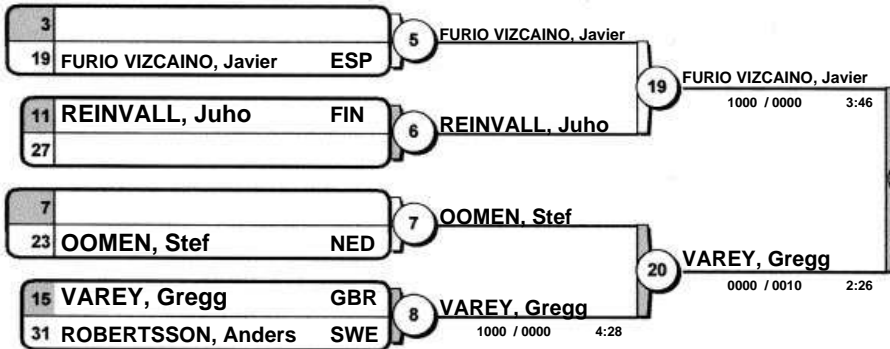 3
19 FURIO VIZCAINO, Javier ESP
5 FURIO VIZCAINO, Javier
11 REINVALL, Juho FIN
27
6 REINVALL, Juho
19 FURIO VIZCAINO, Javier
1000 / 0000 3:46
7
23 OOMEN, Stef NED
7 OOMEN, Stef
15 VAREY, Gregg GBR
31 ROBERTSSON, Anders SWE
8 VAREY, Gregg
1000 / 0000 4:28
20 VAREY, Gregg
0000 / 0010 2:26